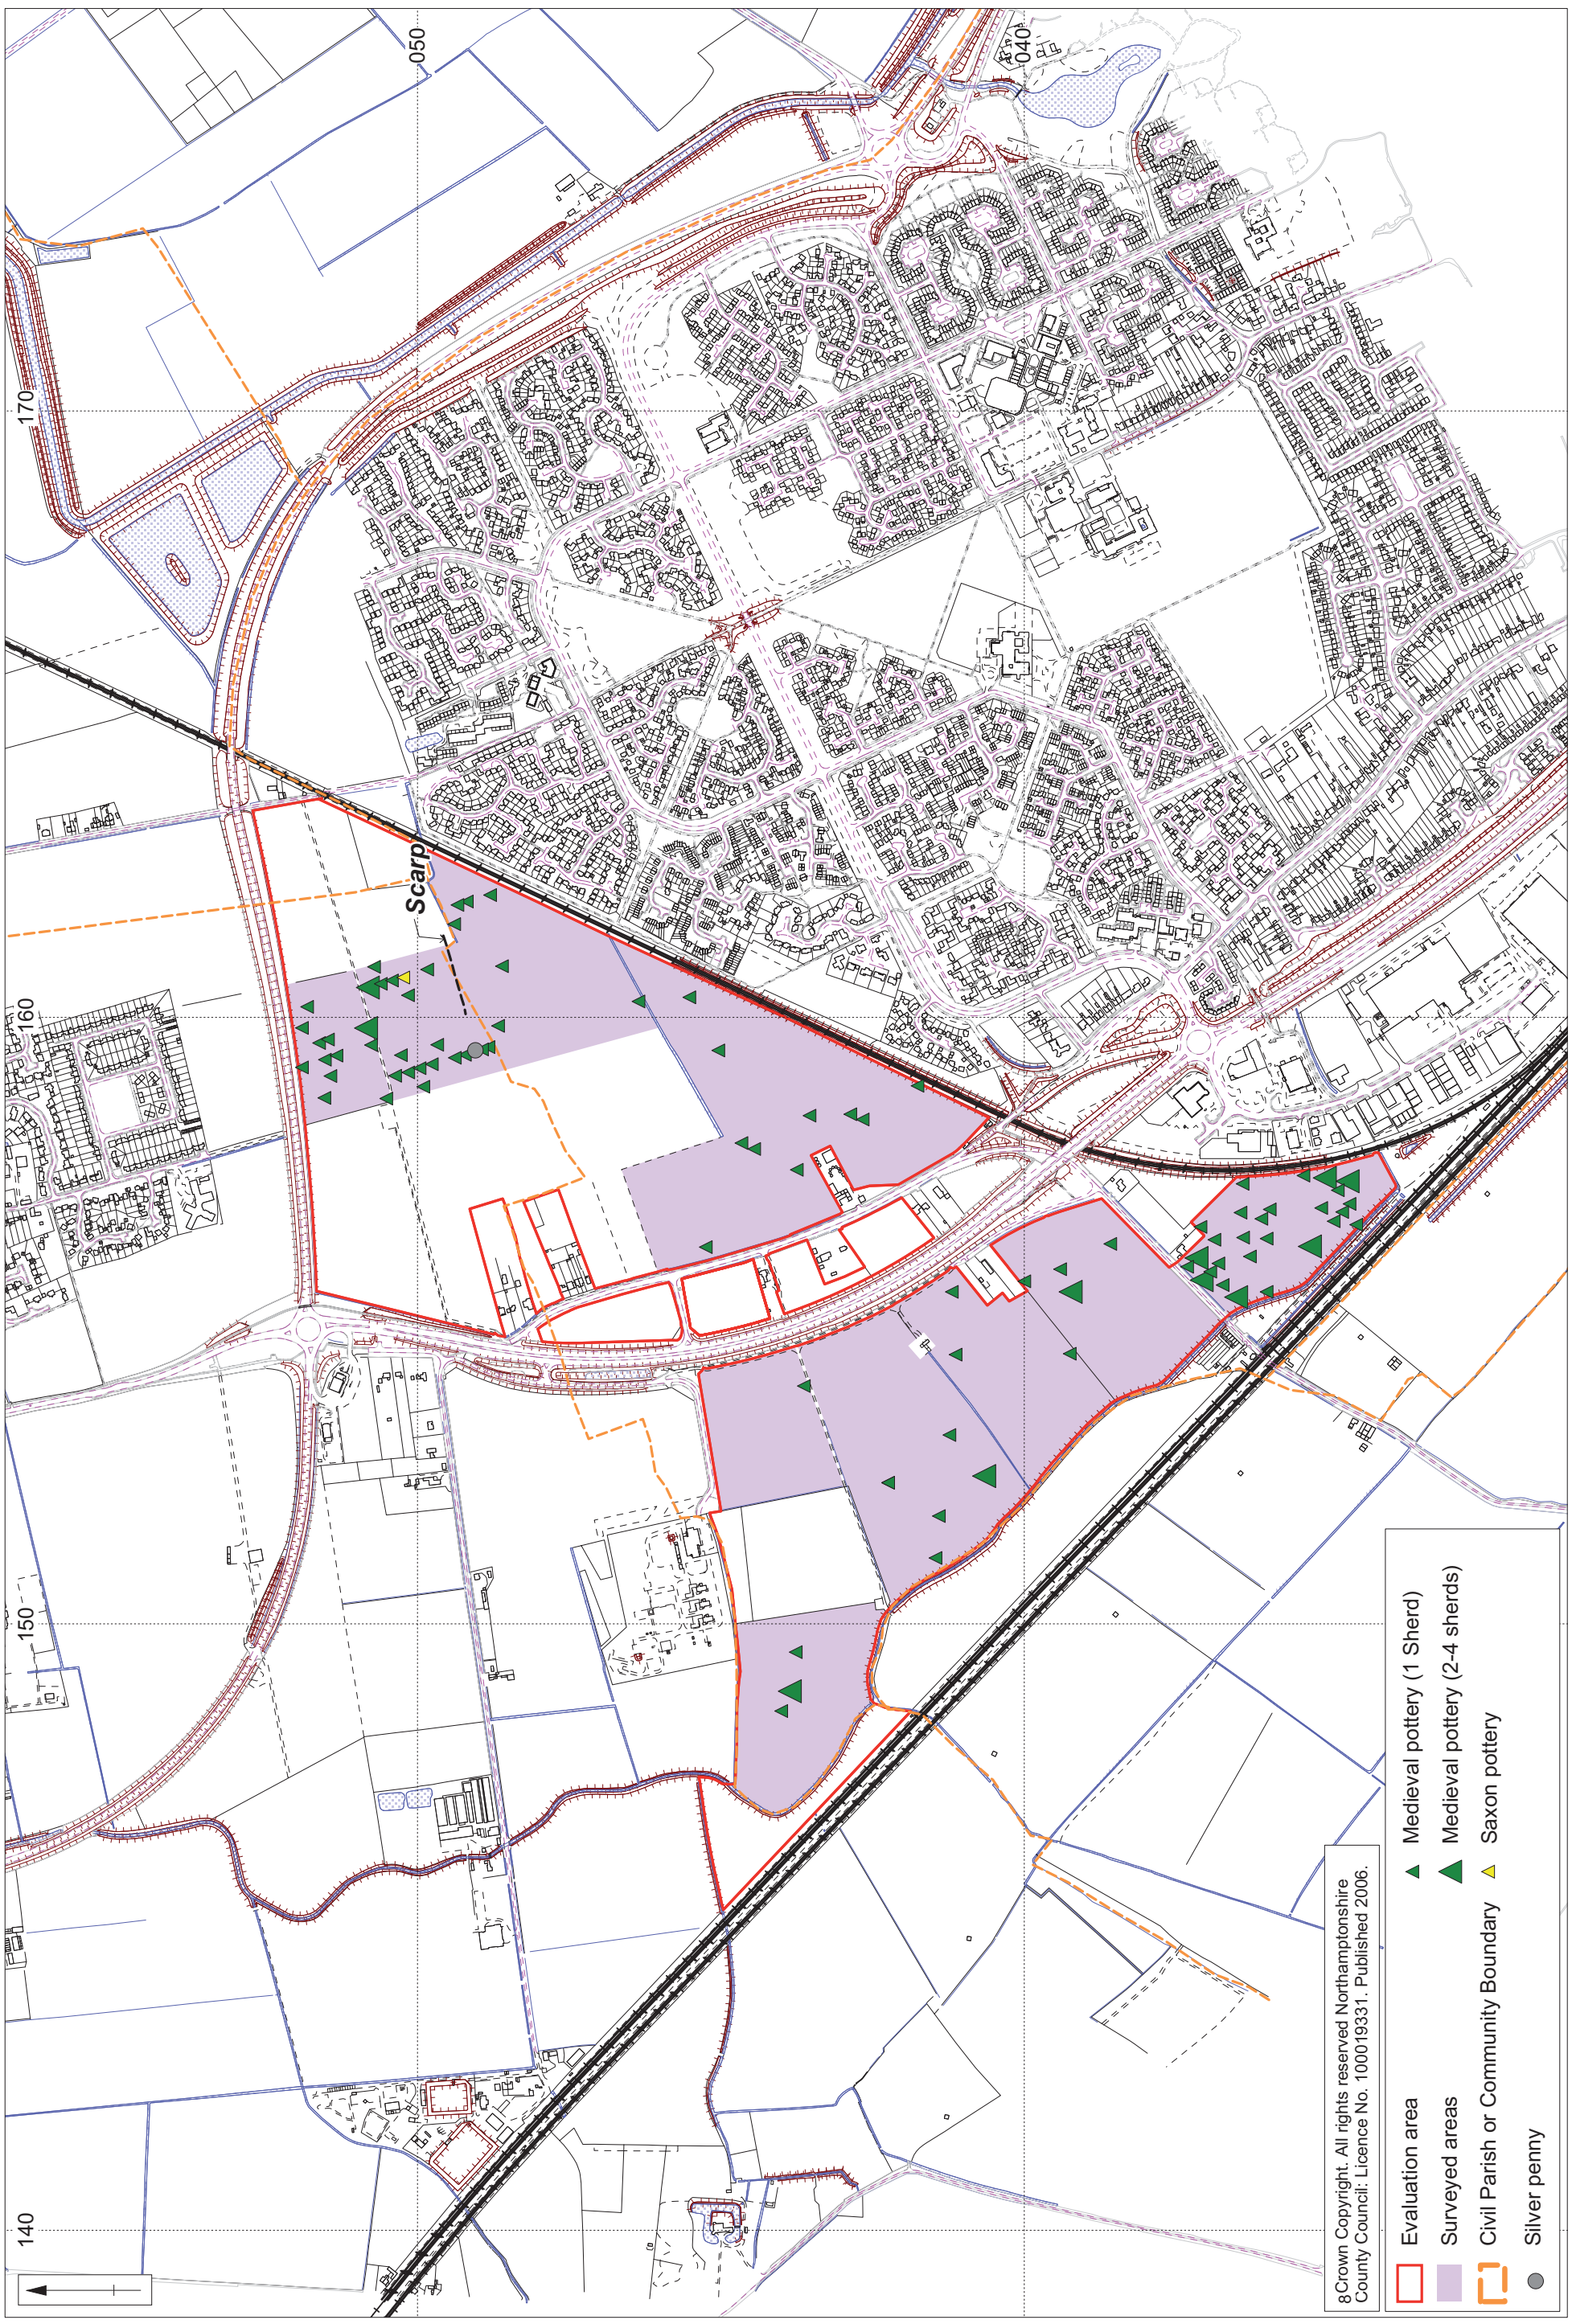 140
150
160
170
050
040
Scarp
8Crown Copyright. All rights reserved Northamptonshire
County Council: Licence No. 100019331. Published 2006.
Evaluation area
Surveyed areas
Civil Parish or Community Boundary
Silver penny
Medieval pottery (1 Sherd)
Medieval pottery (2-4 sherds)
Saxon pottery